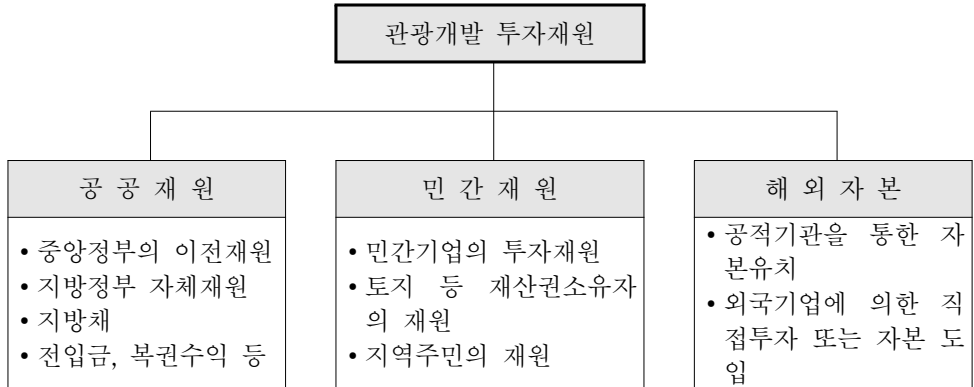 관광개발 투자재원
공 공 재 원
• 중앙정부의 이전재원
• 지방정부 자체재원
• 지방채
• 전입금, 복권수익 등
민 간 재 원
• 민간기업의 투자재원
• 토지 등 재산권소유자
의 재원
• 지역주민의 재원
해 외 자 본
• 공적기관을 통한 자
본유치
• 외국기업에 의한 직
접투자 또는 자본 도
입